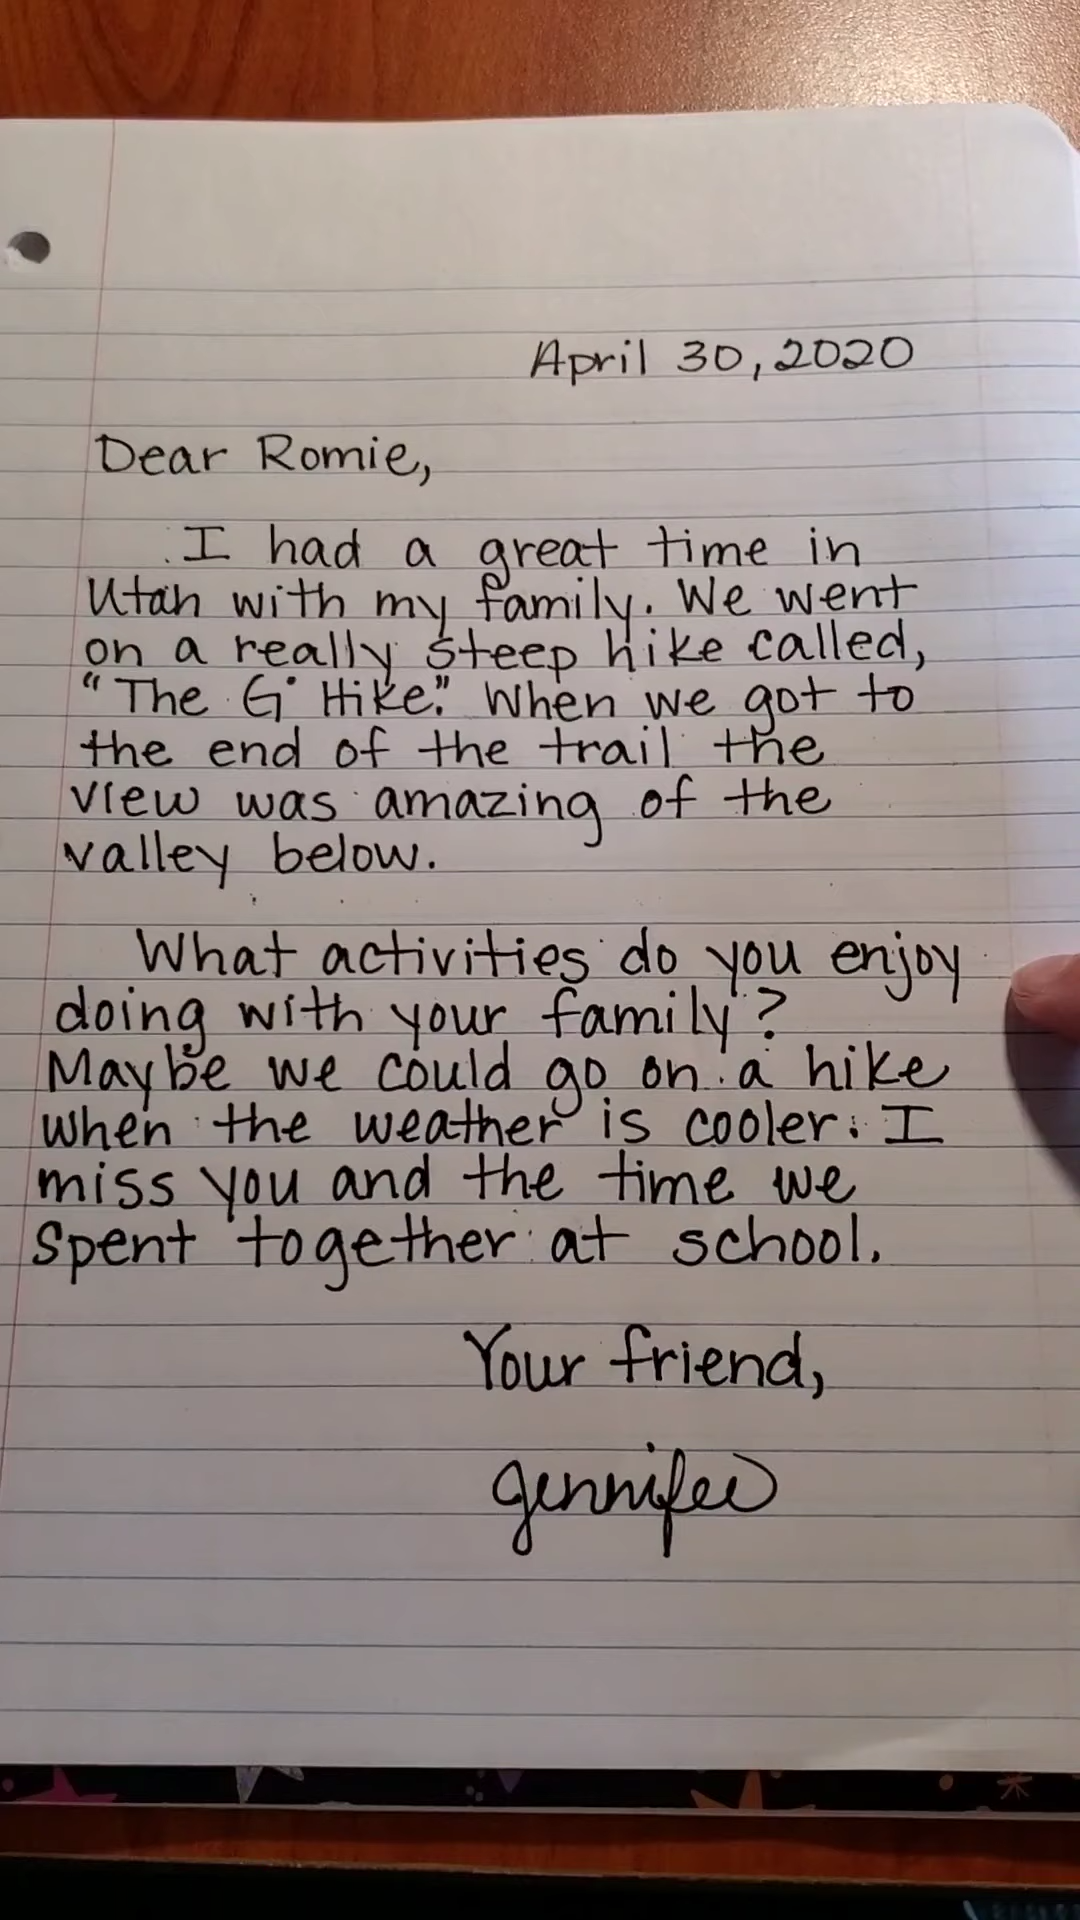 April 30, 2020
Dear Romie,
I had a great time in
Utah with my family. We went
on a really steep hike called,
"The G Hike." When we got to
the end of the trail the
view was amazing of the
valley below.
What activities do you enjoy
doing with your family?
Maybe we could go on a hike
when the weather is cooler. I
miss you and the time we
spent together at school.
Your friend,
Jennifer